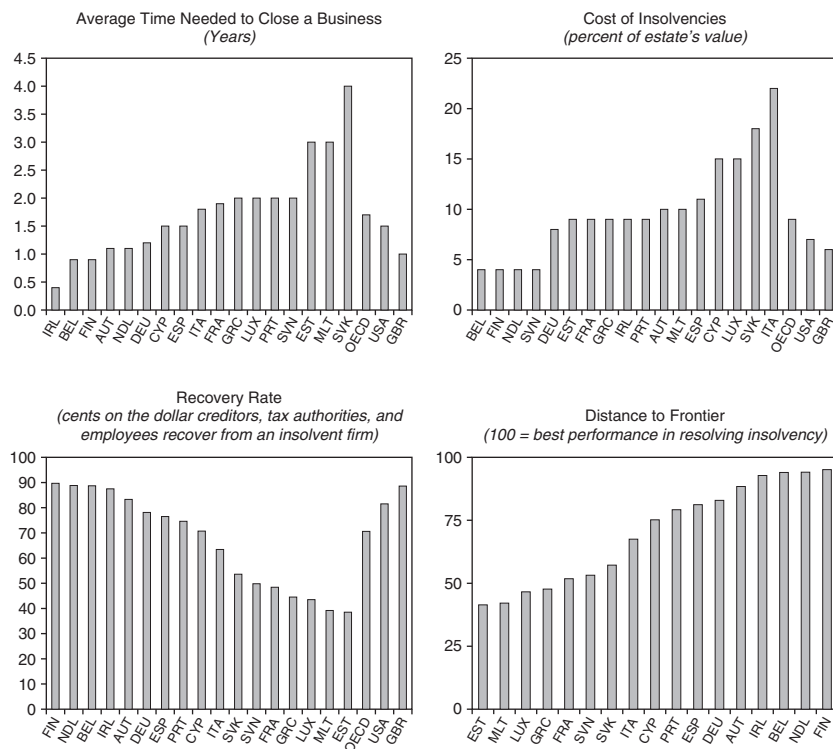 Average Time Needed to Close a Business
(Years)
4.5
4.0
3.5
3.0
2.5
2.0
1.5
1.0
0.5
0.0
IRL
BEL
FIN
AUT
NDL
DEU
CYP
ESP
ITA
FRA
GRC
LUX
PRT
SVN
EST
MLT
SVK
OECD
USA
GBR
Cost of Insolvencies
(percent of estate's value)
25
20
15
10
5
0
BEL
FIN
NDL
SVN
DEU
EST
FRA
GRC
IRL
PRT
AUT
MLT
ESP
CYP
LUX
SVK
ITA
OECD
USA
GBR
Recovery Rate
(cents on the dollar creditors, tax authorities, and
employees recover from an insolvent firm)
100
90
80
70
60
50
40
30
20
10
0
FIN
NDL
BEL
IRL
AUT
DEU
ESP
PRT
CYP
ITA
SVK
SVN
FRA
GRC
LUX
MLT
EST
OECD
USA
GBR
Distance to Frontier
(100 = best performance in resolving insolvency)
100
75
50
25
0
EST
MLT
LUX
GRC
FRA
SVN
SVK
ITA
CYP
PRT
ESP
DEU
AUT
IRL
BEL
NDL
FIN